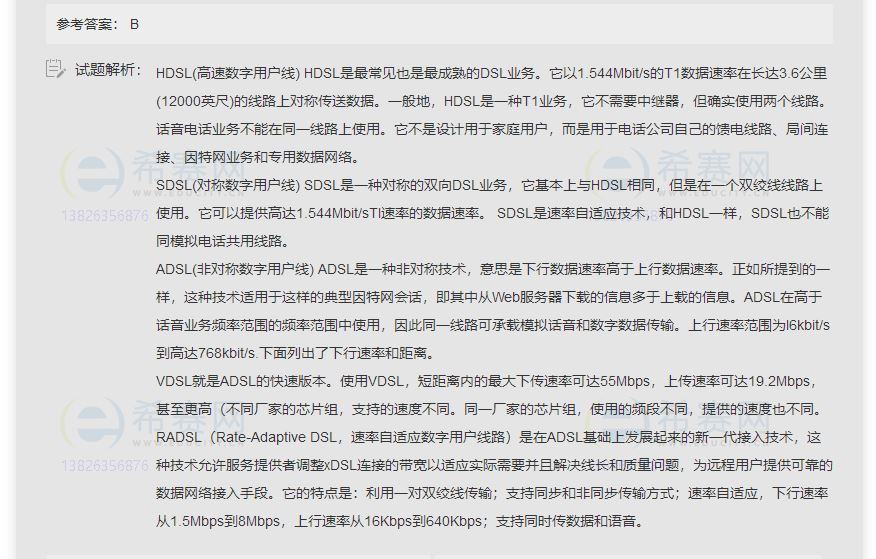 参考答案： B
试题解析：
HDSL(高速数字用户线) HDSL是最常见也是最成熟的DSL业务。它以1.544Mbit/s的T1数据速率在长达3.6公里
(12000英尺)的线路上对称传送数据。一般地，HDSL是一种T1业务，它不需要中继器，但确实使用两个线路。
话音电话业务不能在同一线路上使用。它不是设计用于家庭用户，而是用于电话公司自己的馈电线路、局间连
接、因特网业务和专用数据网络。
SDSL(对称数字用户线) SDSL是一种对称的双向DSL业务，它基本上与HDSL相同，但是在一个双绞线线路上
使用。它可以提供高达1.544Mbit/sTl速率的数据速率。 SDSL是速率自适应技术，和HDSL一样，SDSL也不能
同模拟电话共用线路。
ADSL(非对称数字用户线) ADSL是一种非对称技术，意思是下行数据速率高于上行数据速率。正如所提到的一
样，这种技术适用于这样的典型因特网会话，即其中从Web服务器下载的信息多于上载的信息。ADSL在高于
话音业务频率范围的频率范围中使用，因此同一线路可承载模拟话音和数字数据传输。上行速率范围为l6kbit/s
到高达768kbit/s.下面列出了下行速率和距离。
VDSL就是ADSL的快速版本。使用VDSL，短距离内的最大下传速率可达55Mbps，上传速率可达19.2Mbps，
甚至更高（不同厂家的芯片组，支持的速度不同。同一厂家的芯片组，使用的频段不同，提供的速度也不同。
RADSL（Rate-Adaptive DSL，速率自适应数字用户线路）是在ADSL基础上发展起来的新一代接入技术，这
种技术允许服务提供者调整xDSL连接的带宽以适应实际需要并且解决线长和质量问题，为远程用户提供可靠的
数据网络接入手段。它的特点是：利用一对双绞线传输；支持同步和非同步传输方式；速率自适应，下行速率
从1.5Mbps到8Mbps，上行速率从16Kbps到640Kbps；支持同时传数据和语音。
希赛网
13826356876
希赛网
希赛网
13826356876
希赛网